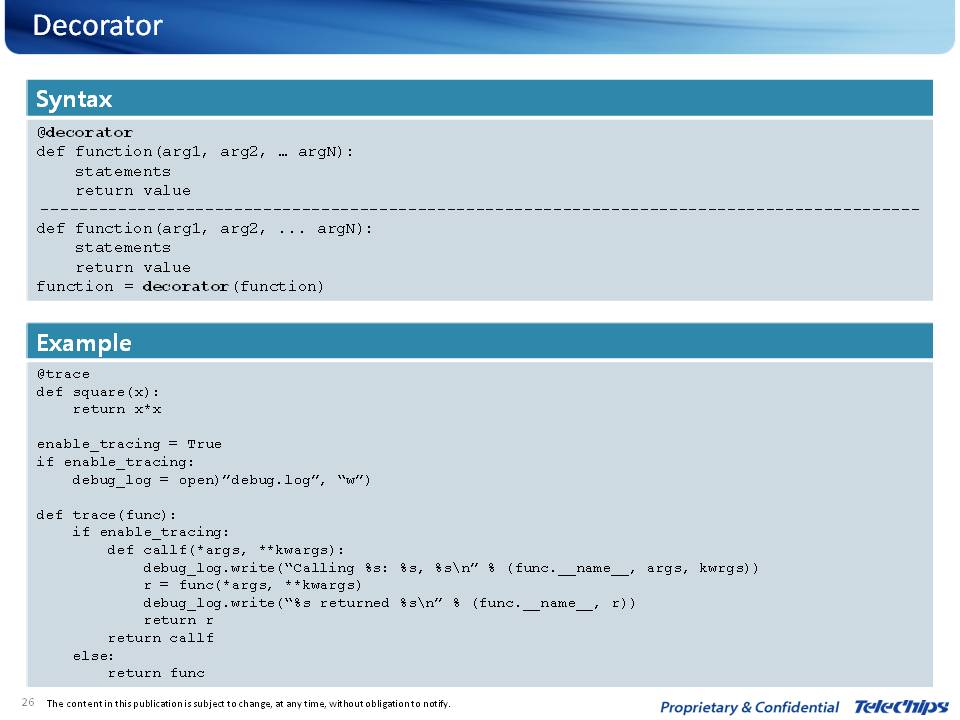 Decorator
Syntax
@decorator
def function(arg1, arg2, … argN):
    statements
    return value
------------------------------------------------------------------------------------------
def function(arg1, arg2, ... argN):
    statements
    return value
function = decorator(function)
Example
@trace
def square(x):
    return x*x
enable_tracing = True
if enable_tracing:
    debug_log = open)”debug.log”, “w”)
def trace(func):
    if enable_tracing:
        def callf(*args, **kwargs):
            debug_log.write(“Calling %s: %s, %s\n” % (func.__name__, args, kwrgs))
            r = func(*args, **kwargs)
            debug_log.write(“%s returned %s\n” % (func.__name__, r))
            return r
        return callf
    else:
        return func
26 The content in this publication is subject to change, at any time, without obligation to notify.
Proprietary & Confidential TeleChips